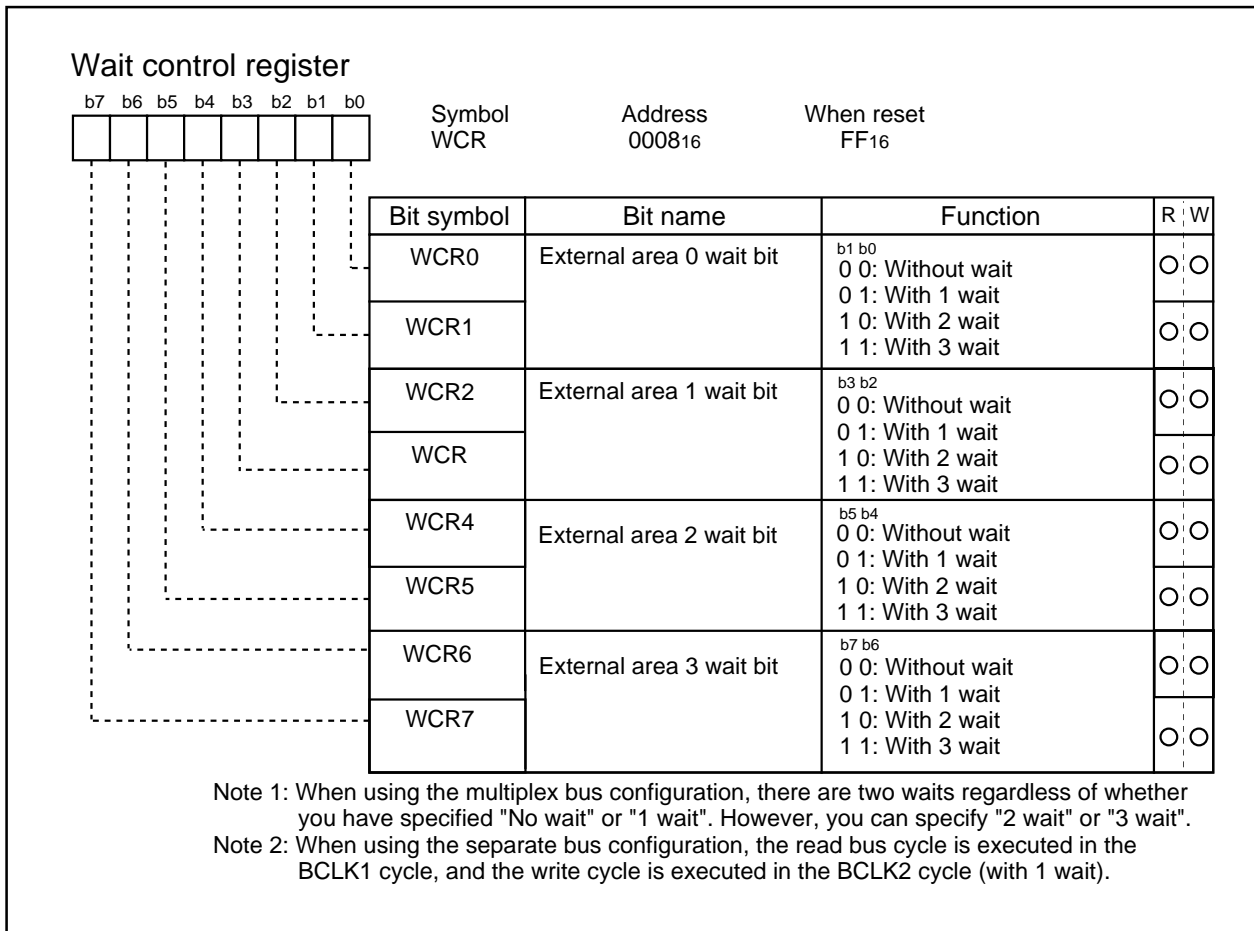 Wait control register
b7 b6 b5 b4 b3 b2 b1 b0
Symbol Address When reset
WCR 000816 FF16
Bit symbol Bit name Function R W
WCR0 External area 0 wait bit b1 b0
0 0: Without wait
0 1: With 1 wait
WCR1 1 0: With 2 wait
1 1: With 3 wait
WCR2 External area 1 wait bit b3 b2
0 0: Without wait
0 1: With 1 wait
WCR 1 0: With 2 wait
1 1: With 3 wait
WCR4 External area 2 wait bit b5 b4
0 0: Without wait
0 1: With 1 wait
WCR5 1 0: With 2 wait
1 1: With 3 wait
WCR6 External area 3 wait bit b7 b6
0 0: Without wait
0 1: With 1 wait
WCR7 1 0: With 2 wait
1 1: With 3 wait
Note 1: When using the multiplex bus configuration, there are two waits regardless of whether
you have specified "No wait" or "1 wait". However, you can specify "2 wait" or "3 wait".
Note 2: When using the separate bus configuration, the read bus cycle is executed in the
BCLK1 cycle, and the write cycle is executed in the BCLK2 cycle (with 1 wait).